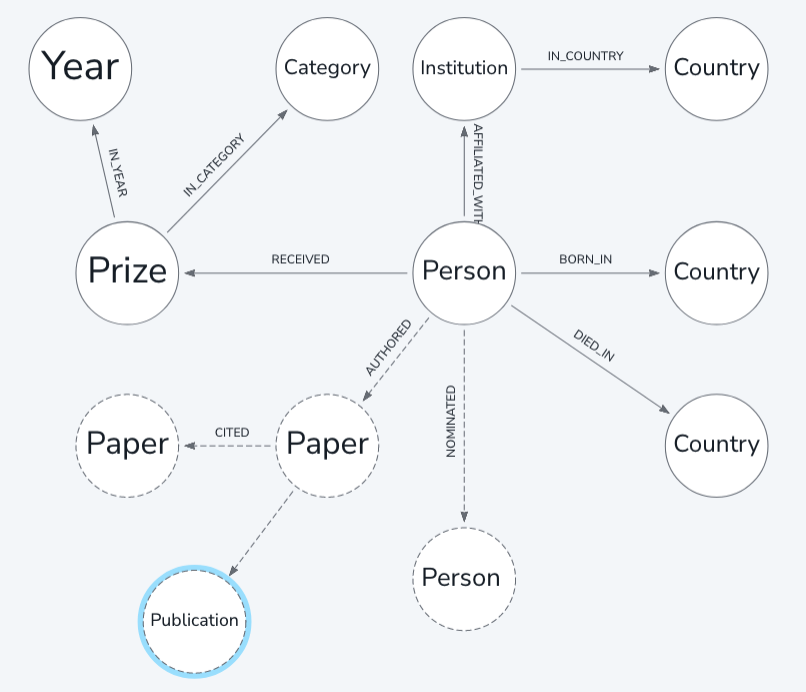 Year
Category
Institution
IN_COUNTRY
Country
IN_YEAR
IN_CATEGORY
AFFILIATED_WITH
Prize
RECEIVED
Person
BORN_IN
Country
AUTHORED
DIED_IN
NOMINATED
Paper
CITED
Paper
Country
Person
Publication